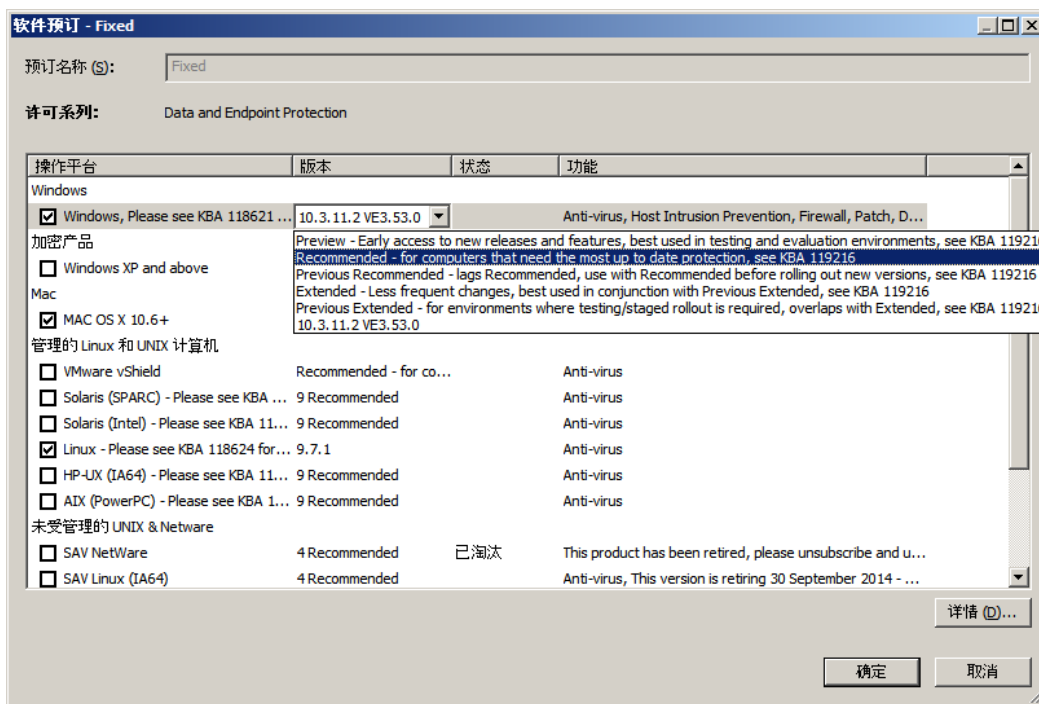 软件预订 - Fixed
预订名称 (S): Fixed
许可系列: Data and Endpoint Protection
操作平台 版本 状态 功能
Windows
Windows, Please see KBA 118621 ... 10.3.11.2 VE3.53.0 Anti-virus, Host Intrusion Prevention, Firewall, Patch, D...
加密产品
Preview - Early access to new releases and features, best used in testing and evaluation environments, see KBA 119216
Recommended - for computers that need the most up to date protection, see KBA 119216
Windows XP and above
Previous Recommended - lags Recommended, use with Recommended before rolling out new versions, see KBA 119216
Mac
Extended - Less frequent changes, best used in conjunction with Previous Extended, see KBA 119216
Previous Extended - for environments where testing/staged rollout is required, overlaps with Extended, see KBA 11921
MAC OS X 10.6+
10.3.11.2 VE3.53.0
管理的 Linux 和 UNIX 计算机
VMware vShield Recommended - for co... Anti-virus
Solaris (SPARC) - Please see KBA ... 9 Recommended Anti-virus
Solaris (Intel) - Please see KBA 11... 9 Recommended Anti-virus
Linux - Please see KBA 118624 for... 9.7.1 Anti-virus
HP-UX (IA64) - Please see KBA 11... 9 Recommended Anti-virus
AIX (PowerPC) - Please see KBA 1... 9 Recommended Anti-virus
未受管理的 UNIX & Netware
SAV NetWare 4 Recommended 已淘汰 This product has been retired, please unsubscribe and u...
SAV Linux (IA64) 4 Recommended Anti-virus, This version is retiring 30 September 2014 - ...
详情 (D)...
确定 取消